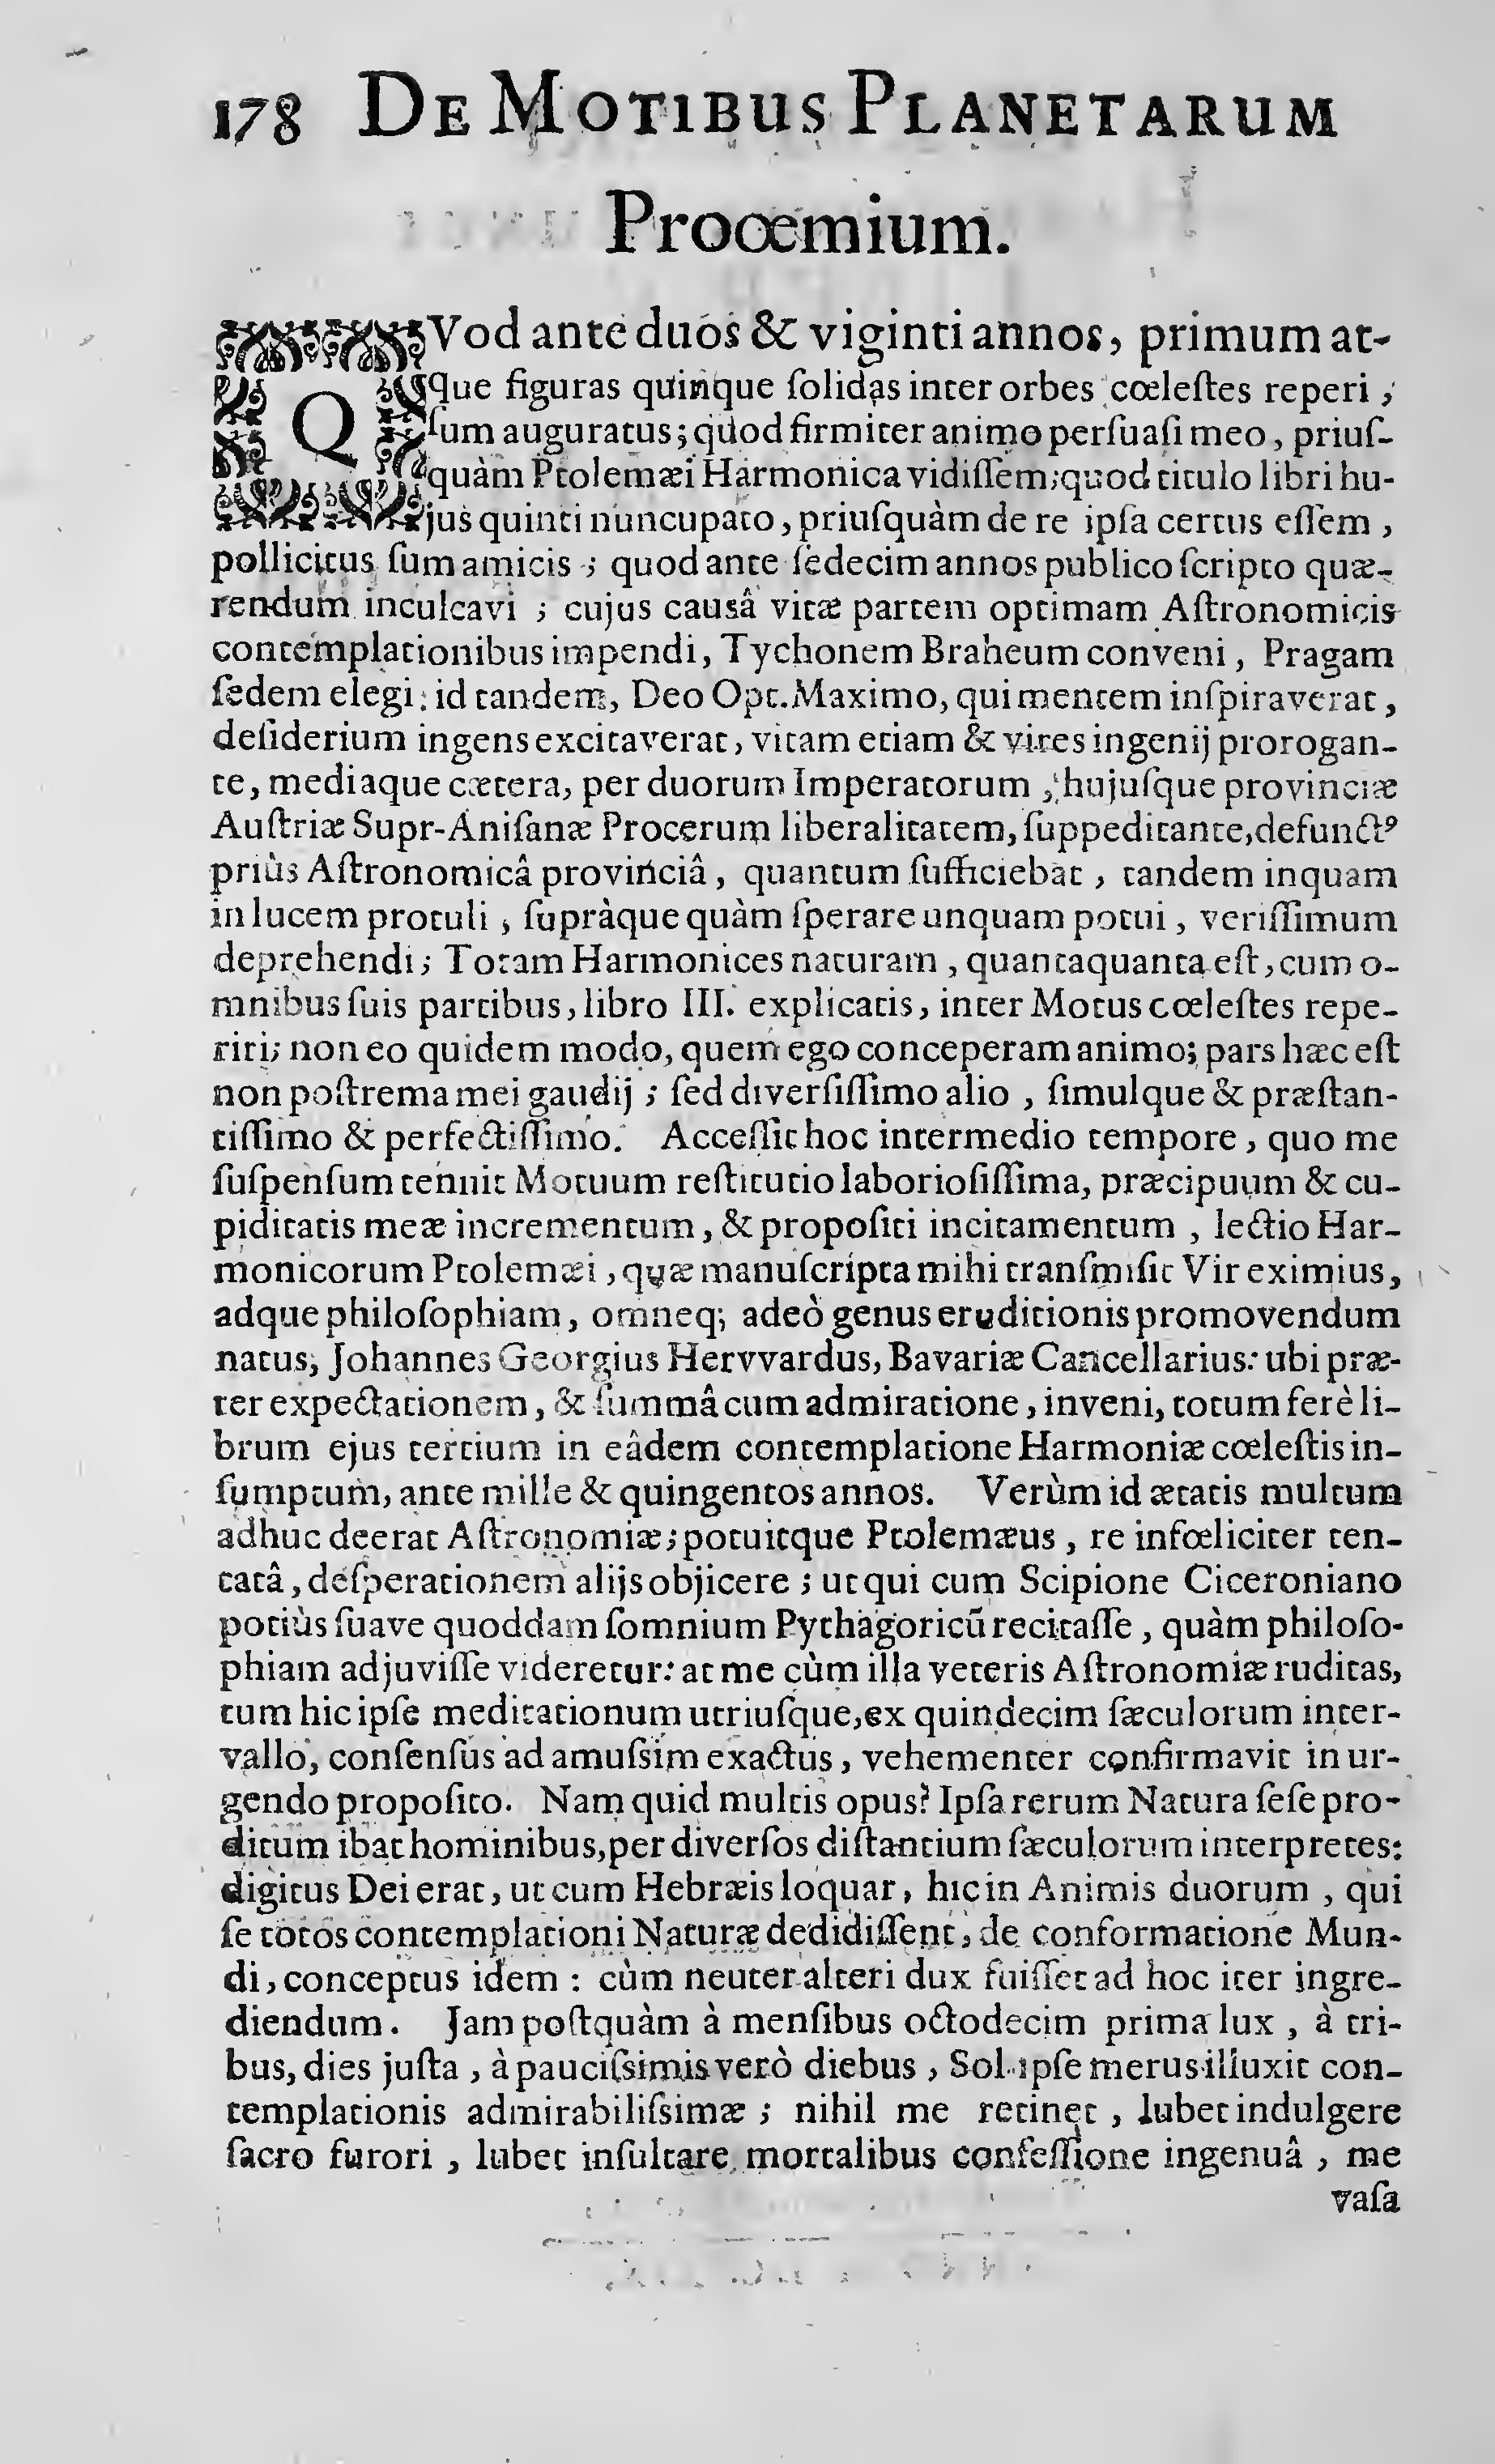 178 DE MOTIBUS PLANETARUM
Prooemium.
QVod ante duos & viginti annos, primum at-
que figuras quinque ſolidas inter orbes cœleſtes reperi,
ſum auguratus; quod firmiter animo perſuaſi meo, priuſ-
quàm Ptolemæi Harmonica vidiſſem; quod titulo libri hu-
jus quinti nuncupato, priuſquàm de re ipſa certus eſſem,
pollicitus ſum amicis; quod ante ſedecim annos publico ſcripto quæ-
rendum inculcavi; cujus causâ vitæ partem optimam Aſtronomicis
contemplationibus impendi, Tychonem Braheum conveni, Pragam
ſedem elegi: id tandem, Deo Opt. Maximo, qui mentem inſpiraverat,
deſiderium ingens excitaverat, vitam etiam & vires ingenij prorogan-
te, mediaque cætera, per duorum Imperatorum, hujuſque provinciæ
Auſtriæ Supr-Aniſanæ Procerum liberalitatem, ſuppeditante, defunctꝰ
priùs Aſtronomicâ provinciâ, quantum ſufficiebat, tandem inquam
in lucem protuli, ſupràque quàm ſperare unquam potui, veriſſimum
deprehendi; Totam Harmonices naturam, quantaquanta eſt, cum o-
mnibus ſuis partibus, libro III. explicatis, inter Motus cœleſtes repe-
riri; non eo quidem modo, quem ego conceperam animo; pars hæc eſt
non poſtrema mei gaudij; ſed diverſiſſimo alio, ſimulque & præſtan-
tiſſimo & perfectiſſimo. Acceſſit hoc intermedio tempore, quo me
ſuſpenſum tenuit Motuum reſtitutio laborioſiſſima, præcipuum & cu-
piditatis meæ incrementum, & propoſiti incitamentum, lectio Har-
monicorum Ptolemæi, quæ manuſcripta mihi tranſmiſit Vir eximius,
adque philoſophiam, omneq; adeò genus eruditionis promovendum
natus, Johannes Georgius Hervvardus, Bavariæ Cancellarius: ubi præ-
ter expectationem, & ſummâ cum admiratione, inveni, totum ferè li-
brum ejus tertium in eâdem contemplatione Harmoniæ cœleſtis in-
ſumptum, ante mille & quingentos annos. Verùm id ætatis multum
adhuc deerat Aſtronomiæ; potuitque Ptolemæus, re infœliciter ten-
tatâ, deſperationem alijs objicere; ut qui cum Scipione Ciceroniano
potiùs ſuave quoddam ſomnium Pythagoricū recitaſſe, quàm philoſo-
phiam adjuviſſe videretur: at me cùm illa veteris Aſtronomiæ ruditas,
tum hic ipſe meditationum utriuſque, ex quindecim ſæculorum inter-
vallo, conſenſus ad amuſsim exactus, vehementer confirmavit in ur-
gendo propoſito. Nam quid multis opus? Ipſa rerum Natura ſeſe pro-
ditum ibat hominibus, per diverſos diſtantium ſæculorum interpretes:
digitus Dei erat, ut cum Hebræis loquar, hic in Animis duorum, qui
ſe totos contemplationi Naturæ dedidiſſent, de conformatione Mun-
di, conceptus idem: cùm neuter alteri dux fuiſſet ad hoc iter ingre-
diendum. Jam poſtquàm à menſibus octodecim prima lux, à tri-
bus, dies juſta, à pauciſsimis verò diebus, Sol ipſe merus illuxit con-
templationis admirabiliſsimæ; nihil me retinet, lubet indulgere
ſacro furori, lubet inſultare mortalibus confeſſione ingenuâ, me
vaſa